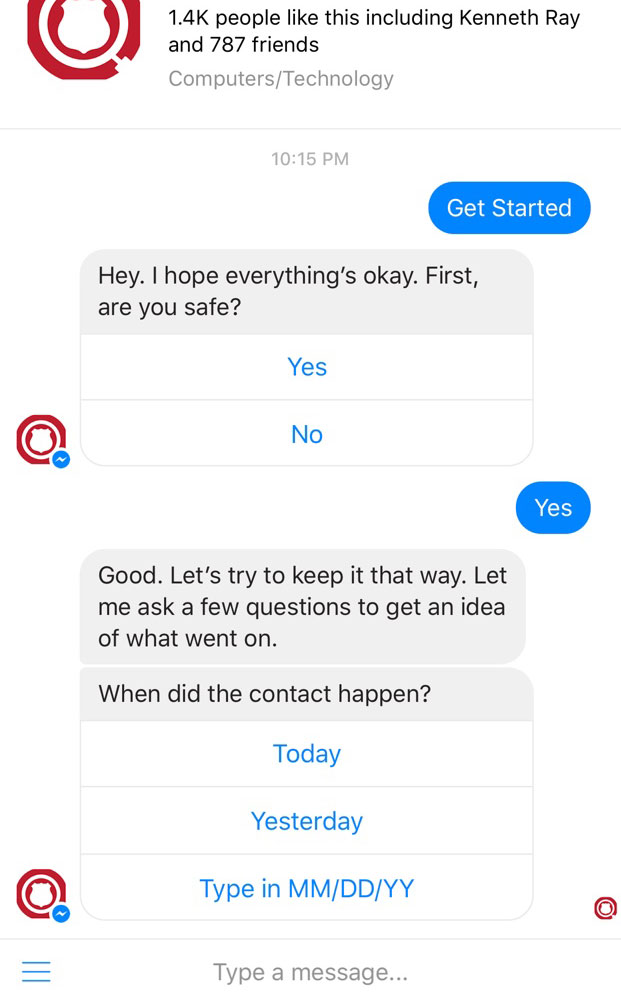 1.4K people like this including Kenneth Ray
and 787 friends
Computers/Technology
10:15 PM
Get Started
Hey. I hope everything’s okay. First,
are you safe?
Yes
No
Yes
Good. Let’s try to keep it that way. Let
me ask a few questions to get an idea
of what went on.
When did the contact happen?
Today
Yesterday
Type in MM/DD/YY
Type a message...